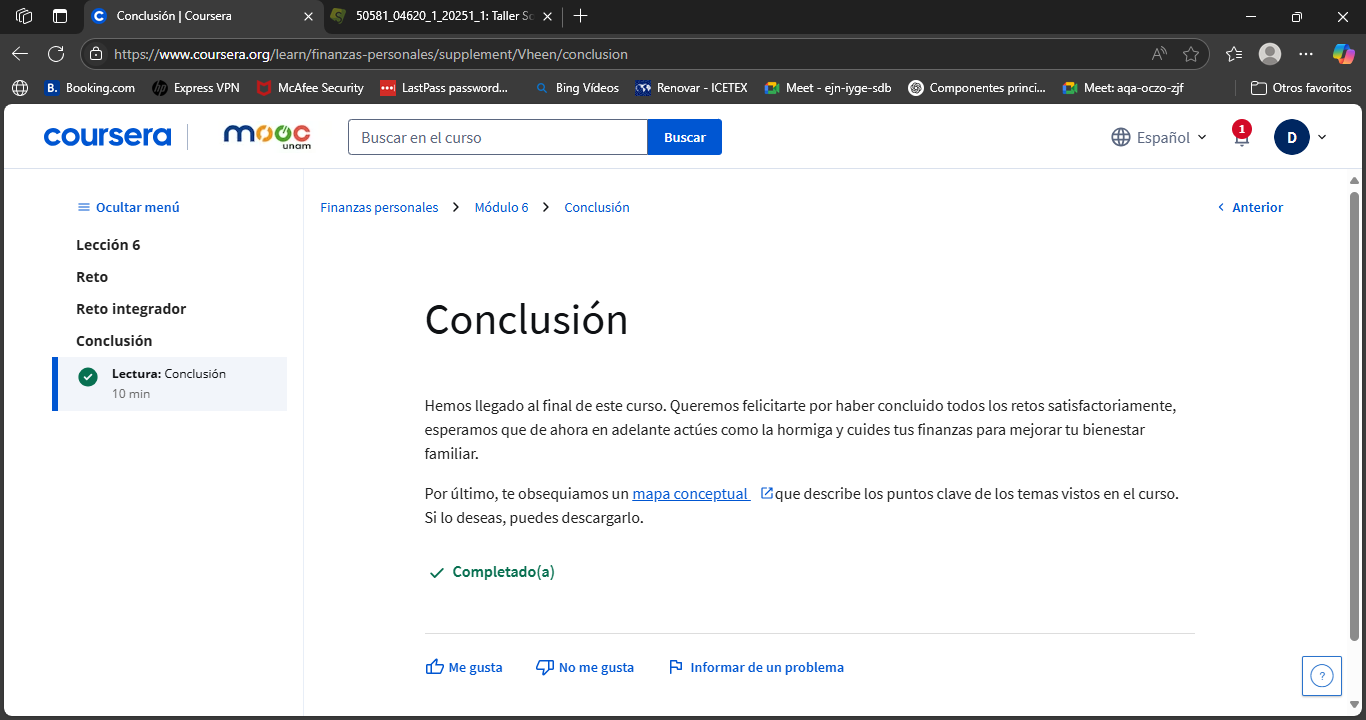 Conclusión | Coursera
50581_04620_1_20251_1: Taller Sc
https://www.coursera.org/learn/finanzas-personales/supplement/Vheen/conclusion
Booking.com
Express VPN
McAfee Security
LastPass password...
Bing Vídeos
Renovar - ICETEX
Meet - ejn-iyge-sdb
Componentes princi...
Meet: aqa-oczo-zjf
Otros favoritos
coursera
mooc
unam
Buscar en el curso
Buscar
Español
1
D
Ocultar menú
Finanzas personales
Módulo 6
Conclusión
Anterior
Lección 6
Reto
Reto integrador
Conclusión
Lectura: Conclusión
10 min
Conclusión
Hemos llegado al final de este curso. Queremos felicitarte por haber concluido todos los retos satisfactoriamente,
esperamos que de ahora en adelante actúes como la hormiga y cuides tus finanzas para mejorar tu bienestar
familiar.
Por último, te obsequiamos un mapa conceptual que describe los puntos clave de los temas vistos en el curso.
Si lo deseas, puedes descargarlo.
Completado(a)
Me gusta
No me gusta
Informar de un problema
?